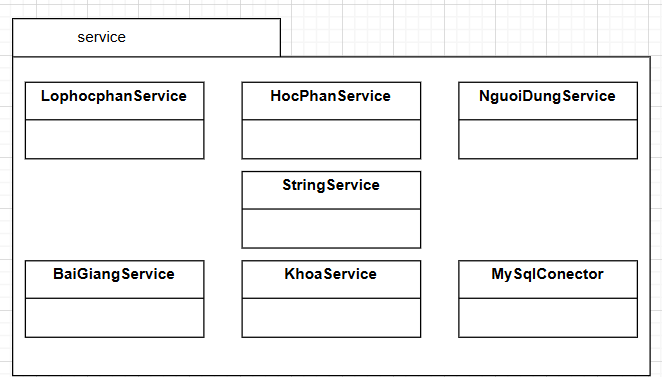 service
LophocphanService
HocPhanService
NguoiDungService
StringService
BaiGiangService
KhoaService
MySqlConector